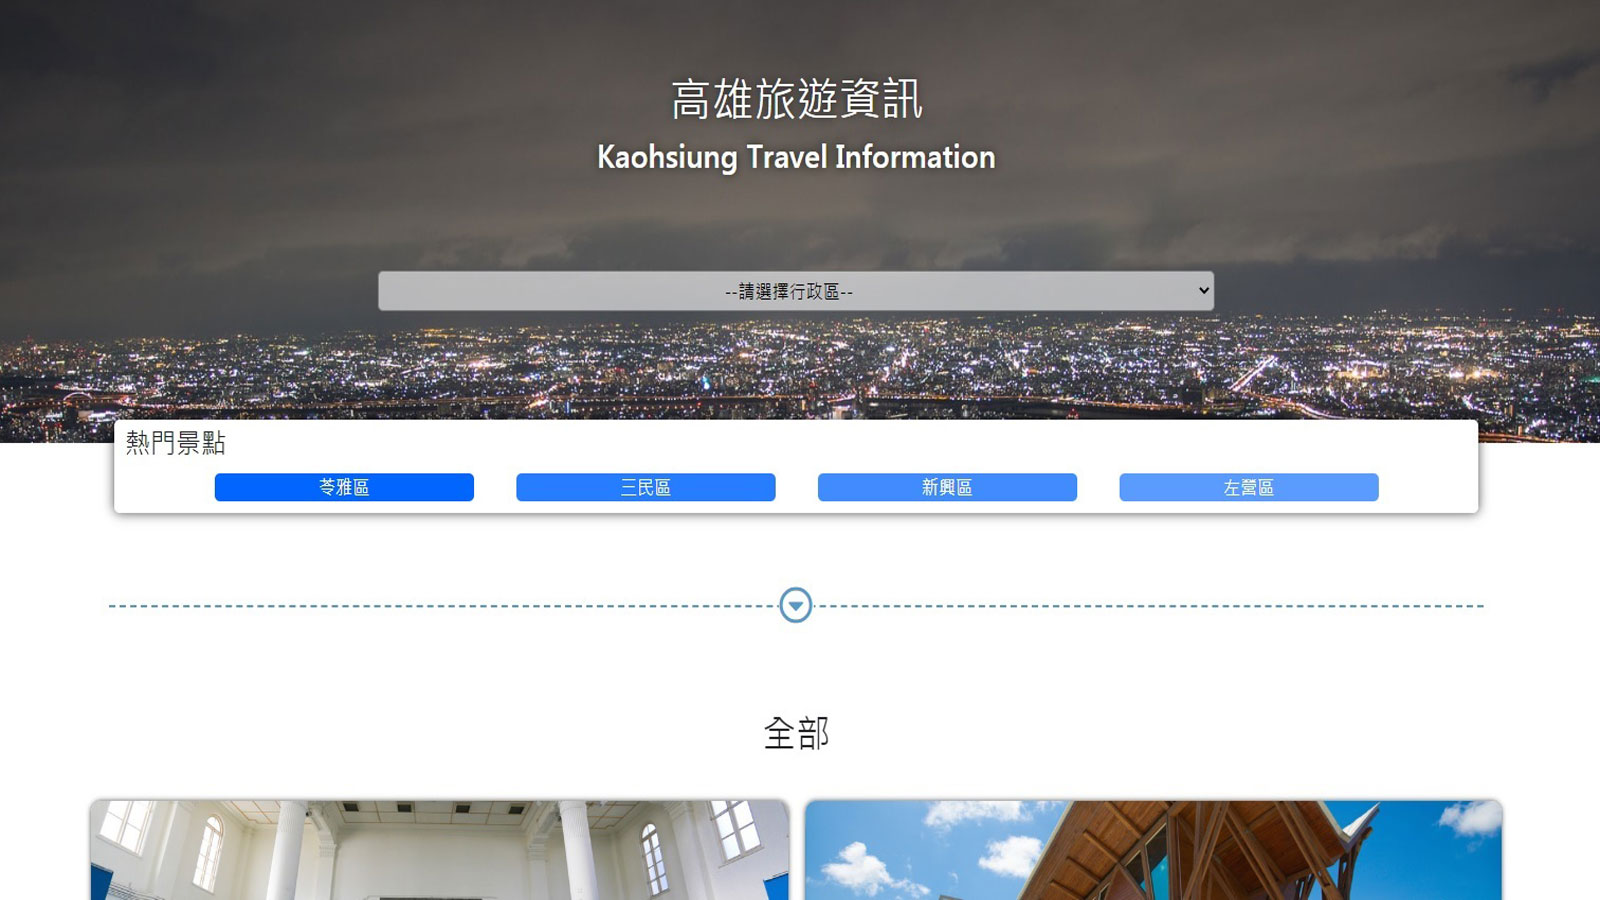 高雄旅遊資訊
Kaohsiung Travel Information
--請選擇行政區--
熱門景點
苓雅區
三民區
新興區
左營區
全部